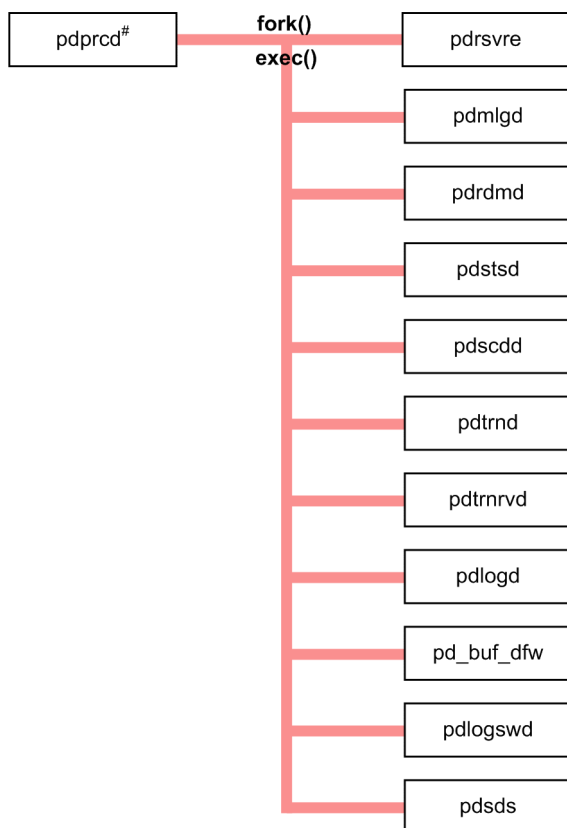 pdprcd#
fork()
pdrsvre
exec()
pdmlgd
pdrdmd
pdstsd
pdscdd
pdtrnd
pdtrnrvd
pdlogd
pd_buf_dfw
pdlogswd
pdsds